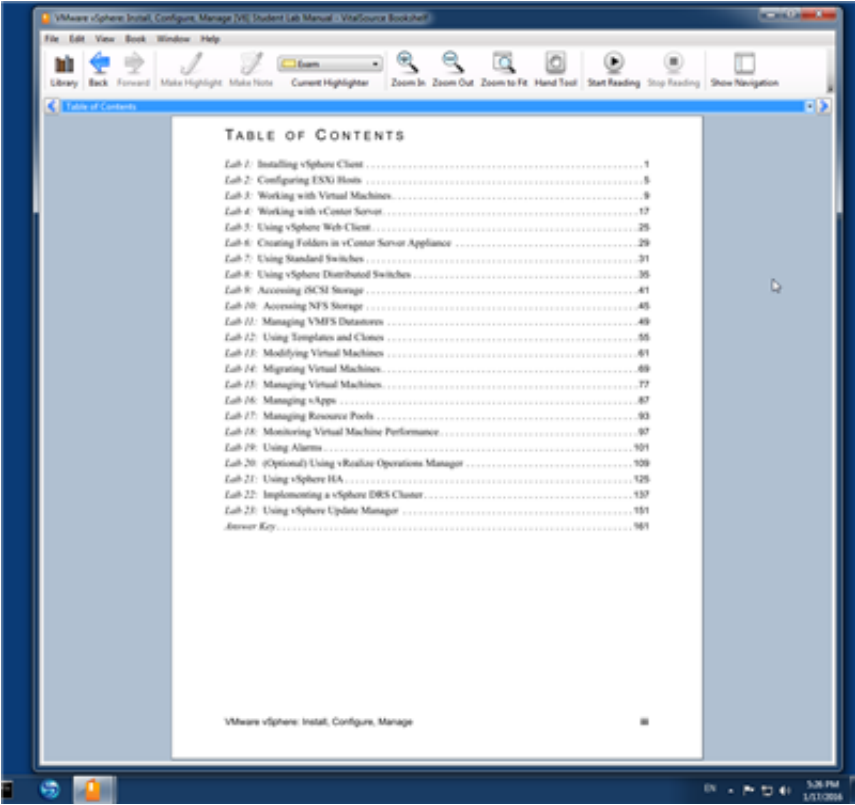 VMware vSphere: Install, Configure, Manage [V6] Student Lab Manual - VitalSource Bookshelf
File Edit View Book Window Help
Exam
Library Back Forward Make Highlight Make Note Current Highlighter Zoom In Zoom Out Zoom to Fit Hand Tool Start Reading Stop Reading Show Navigation
Table of Contents
TABLE OF CONTENTS
Lab 1: Installing vSphere Client 1
Lab 2: Configuring ESXi Hosts 5
Lab 3: Working with Virtual Machines 9
Lab 4: Working with vCenter Server 17
Lab 5: Using vSphere Web Client 25
Lab 6: Creating Folders in vCenter Server Appliance 29
Lab 7: Using Standard Switches 31
Lab 8: Using vSphere Distributed Switches 35
Lab 9: Accessing iSCSI Storage 41
Lab 10: Accessing NFS Storage 45
Lab 11: Managing VMFS Datastores 49
Lab 12: Using Templates and Clones 55
Lab 13: Modifying Virtual Machines 61
Lab 14: Migrating Virtual Machines 69
Lab 15: Managing Virtual Machines 77
Lab 16: Managing vApps 87
Lab 17: Managing Resource Pools 93
Lab 18: Monitoring Virtual Machine Performance 97
Lab 19: Using Alarms 101
Lab 20: (Optional) Using vRealize Operations Manager 109
Lab 21: Using vSphere HA 125
Lab 22: Implementing a vSphere DRS Cluster 137
Lab 23: Using vSphere Update Manager 151
Answer Key 161
VMware vSphere: Install, Configure, Manage iii
EN
5:26 PM
1/17/2016